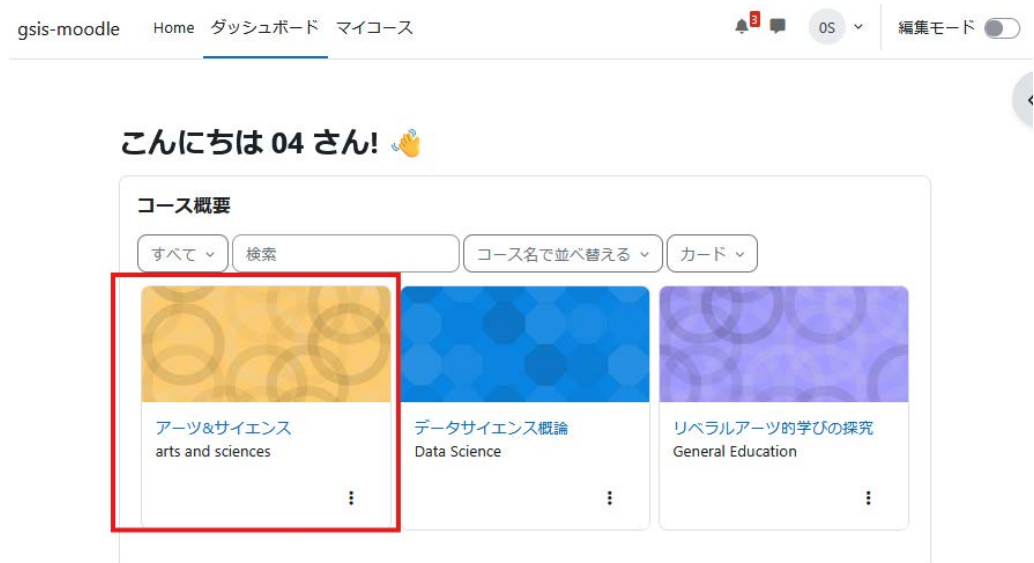 gsis-moodle Home ダッシュボード マイコース 3 0S 編集モード
こんにちは 04 さん!
コース概要
すべて 検索 コース名で並べ替える カード
アーツ&サイエンス
arts and sciences
データサイエンス概論
Data Science
リベラルアーツ的学びの探究
General Education